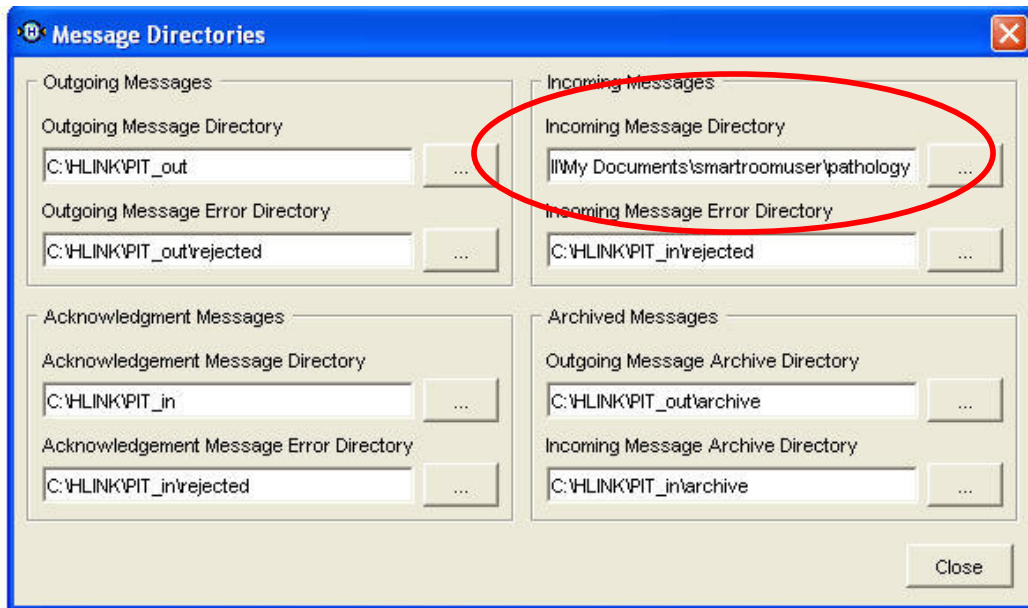 Message Directories
Outgoing Messages
Outgoing Message Directory
C:\HLINK\PIT_out
...
Outgoing Message Error Directory
C:\HLINK\PIT_out\rejected
...
Incoming Messages
Incoming Message Directory
ll\My Documents\smartroomuser\pathology
...
Incoming Message Error Directory
C:\HLINK\PIT_in\rejected
...
Acknowledgment Messages
Acknowledgement Message Directory
C:\HLINK\PIT_in
...
Acknowledgement Message Error Directory
C:\HLINK\PIT_in\rejected
...
Archived Messages
Outgoing Message Archive Directory
C:\HLINK\PIT_out\archive
...
Incoming Message Archive Directory
C:\HLINK\PIT_in\archive
...
Close